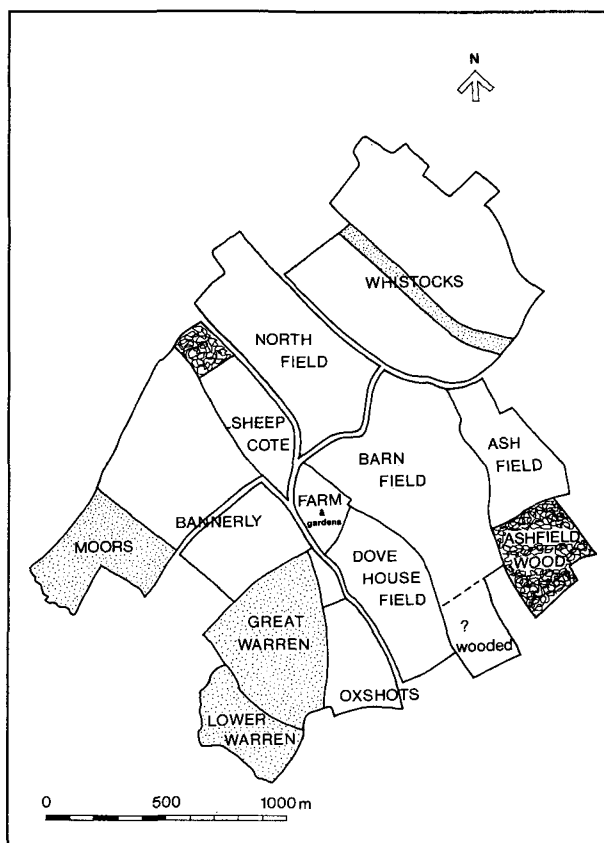 N
WHISTOCKS
NORTH
FIELD
SHEEP
COTE
ASH
FIELD
BARN
FIELD
FARM
&
gardens
BANNERLY
ASHFIELD
WOOD
MOORS
DOVE
HOUSE
FIELD
GREAT
WARREN
?
wooded
OXSHOTS
LOWER
WARREN
0 500 1000 m